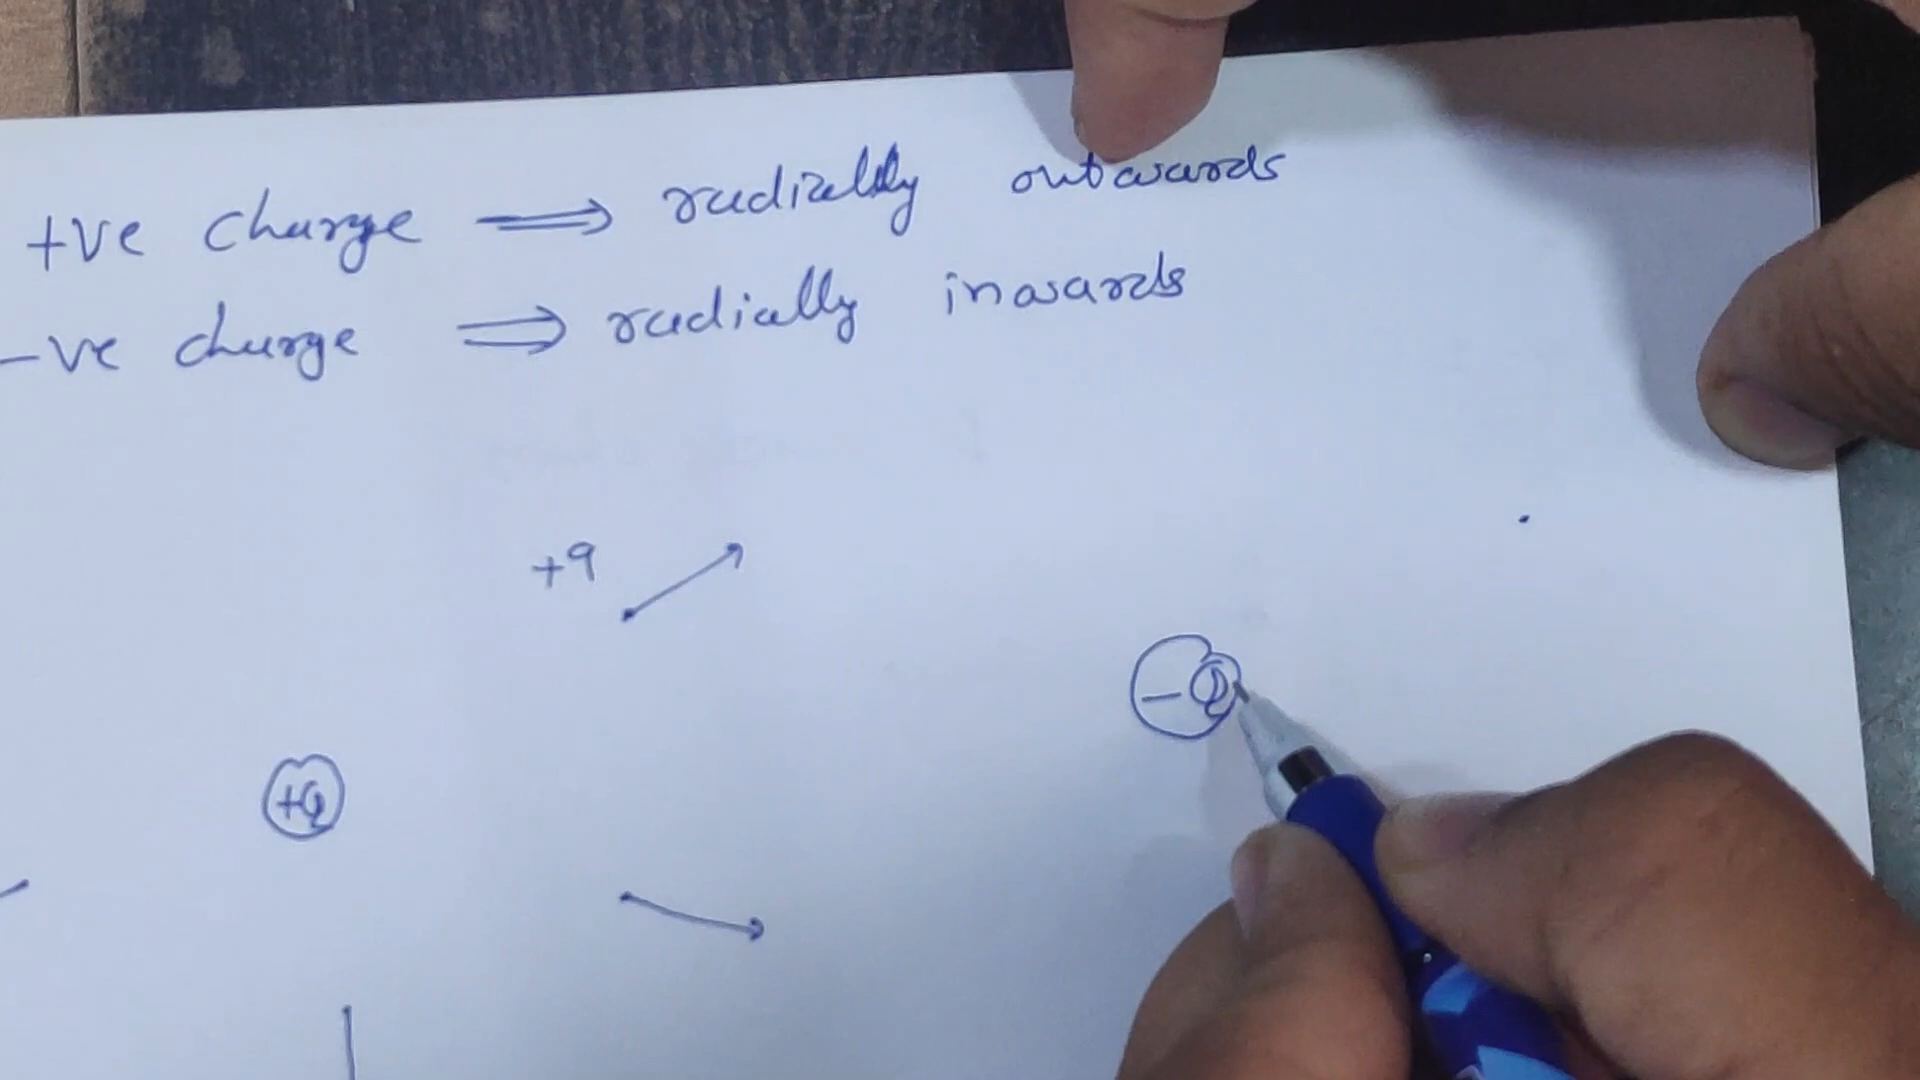 +ve charge ⟹ radially outwards
-ve charge ⟹ radially inwards
+q
-Q
+Q